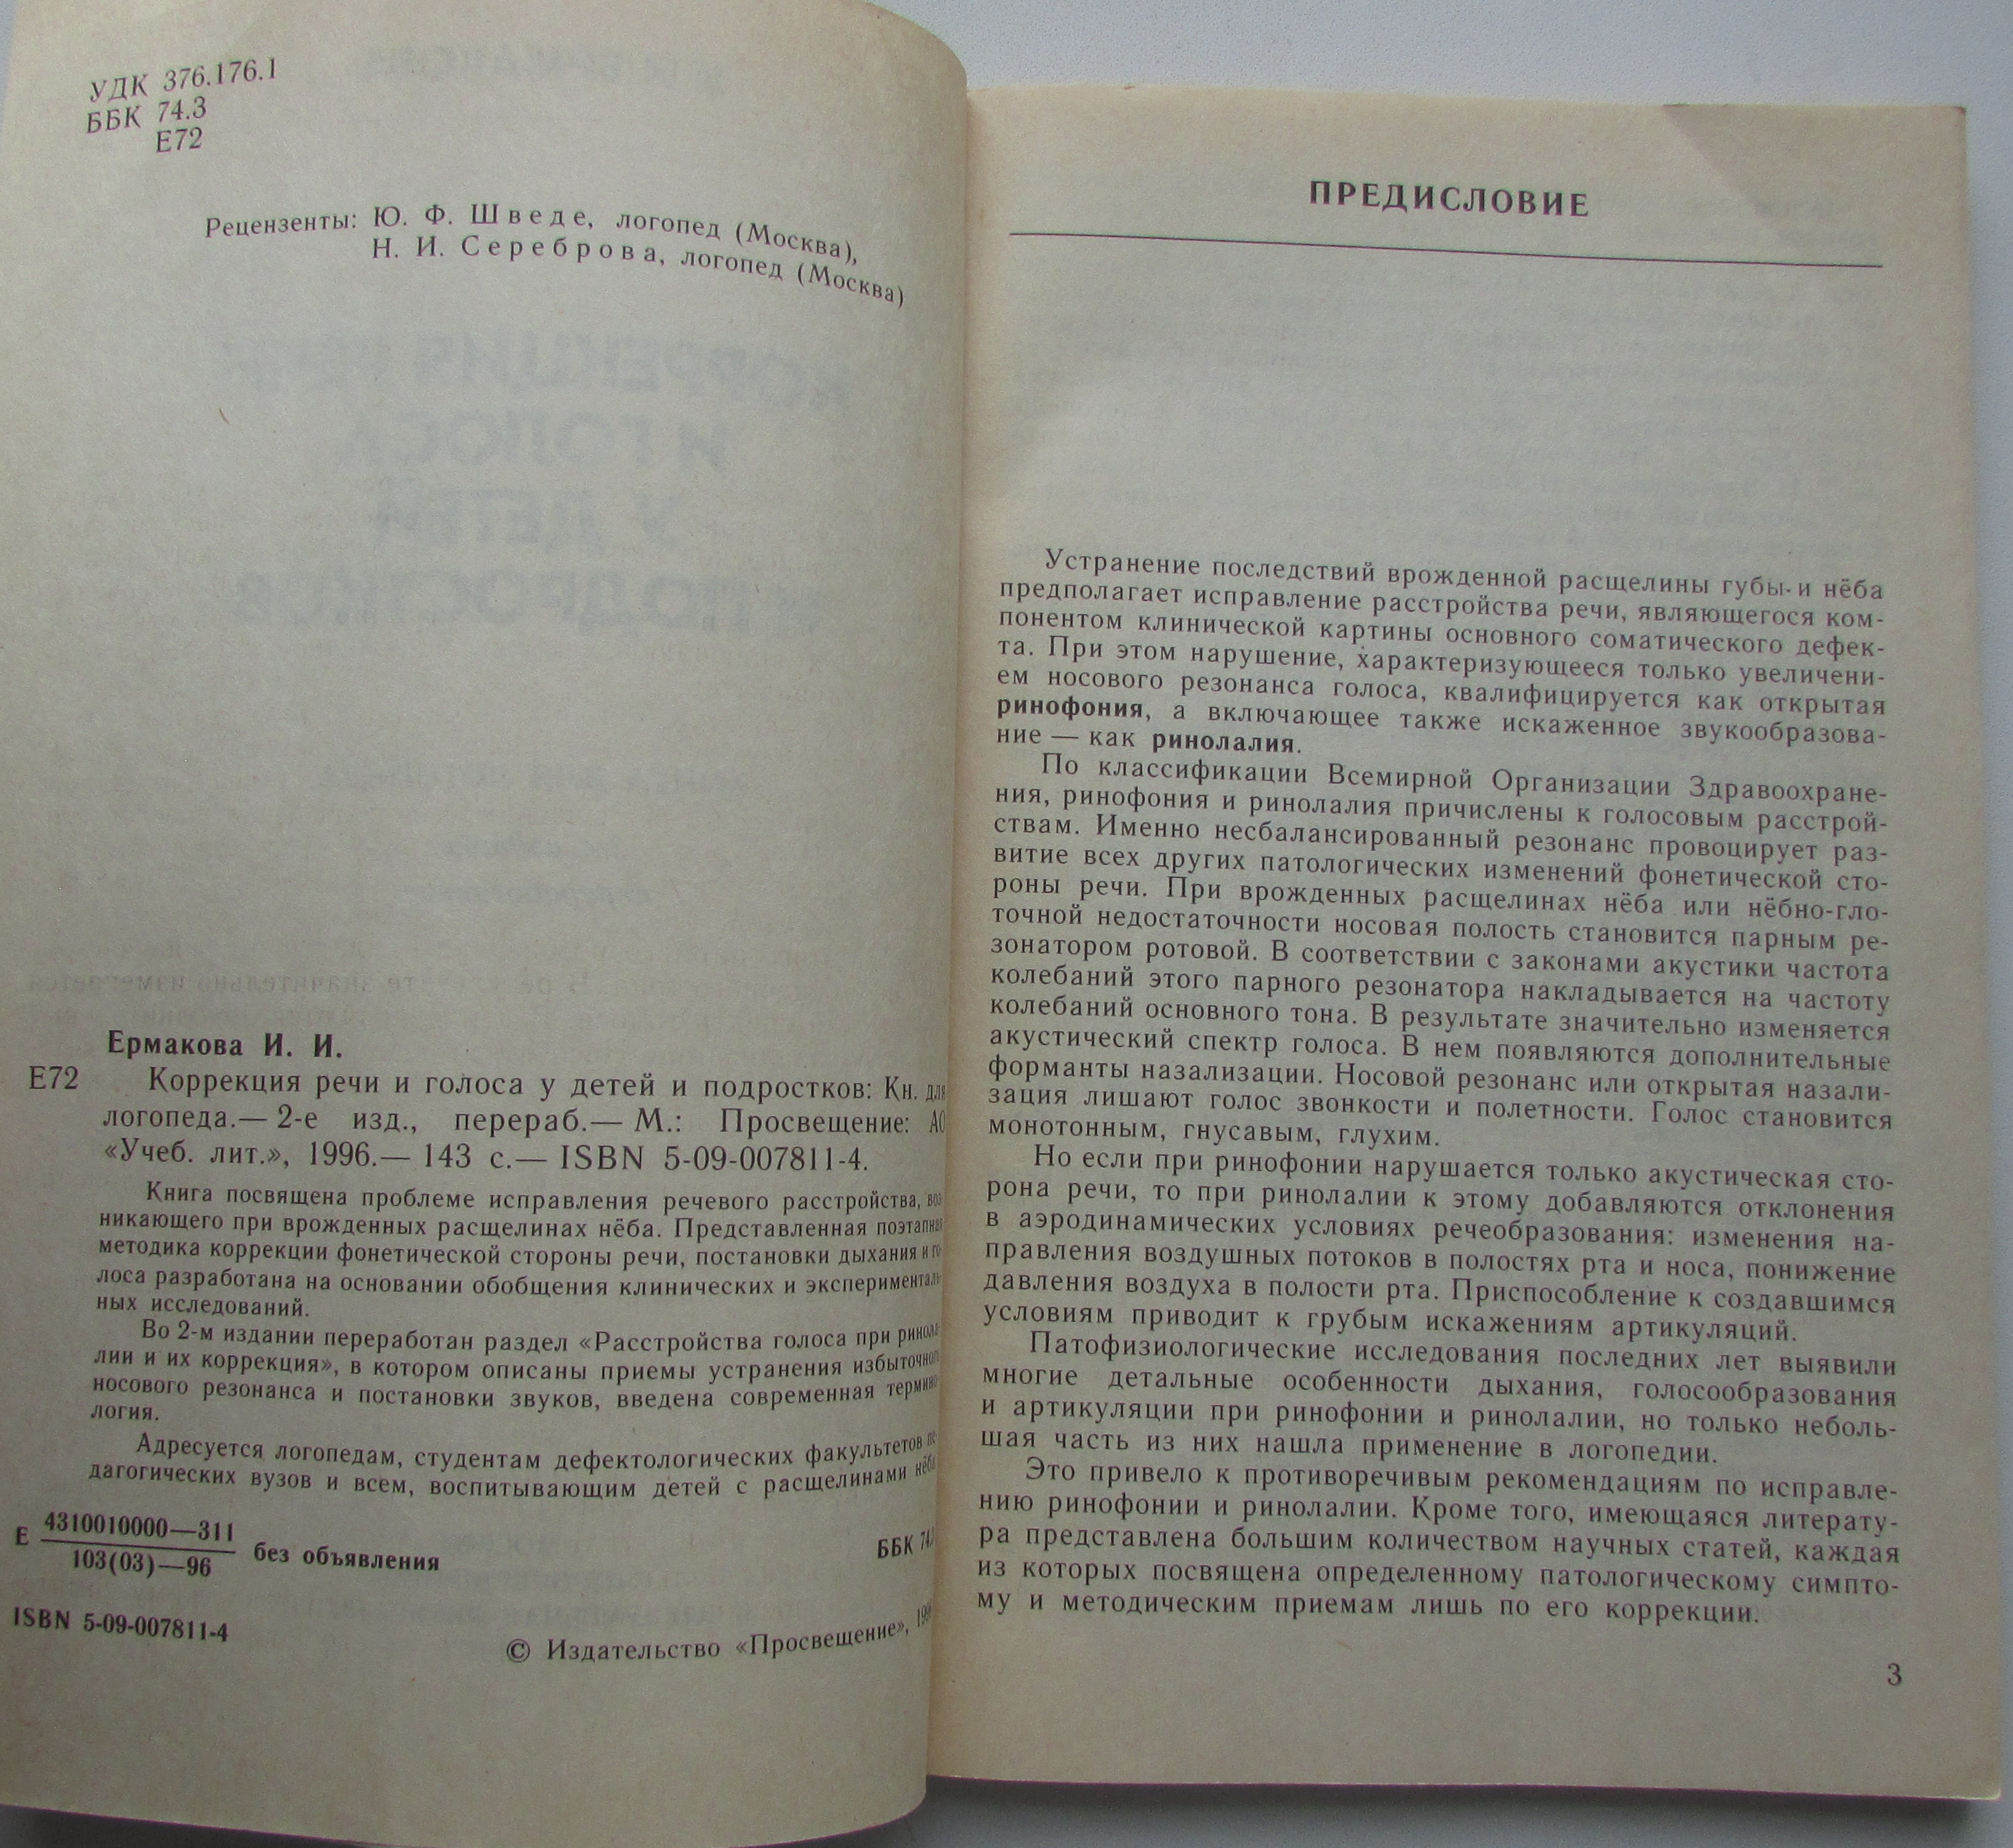 УДК 376.176.1
ББК 74.3
Е72
Рецензенты: Ю. Ф. Шведе, логопед (Москва),
Н. И. Сереброва, логопед (Москва)
Ермакова И. И.
Е72 Коррекция речи и голоса у детей и подростков: Кн. для
логопеда.— 2-е изд., перераб.— М.: Просвещение: АО
«Учеб. лит.», 1996.— 143 с.— ISBN 5-09-007811-4.
Книга посвящена проблеме исправления речевого расстройства, воз-
никающего при врожденных расщелинах нёба. Представленная поэтапная
методика коррекции фонетической стороны речи, постановки дыхания и го-
лоса разработана на основании обобщения клинических и эксперименталь-
ных исследований.
Во 2-м издании переработан раздел «Расстройства голоса при ринола-
лии и их коррекция», в котором описаны приемы устранения избыточного
носового резонанса и постановки звуков, введена современная термино-
логия.
Адресуется логопедам, студентам дефектологических факультетов пе-
дагогических вузов и всем, воспитывающим детей с расщелинами нёба.
Е 4310010000—311
103(03)—96 без объявления
ББК 74.3
ISBN 5-09-007811-4
© Издательство «Просвещение»,
ПРЕДИСЛОВИЕ
Устранение последствий врожденной расщелины губы и нёба
предполагает исправление расстройства речи, являющегося ком-
понентом клинической картины основного соматического дефек-
та. При этом нарушение, характеризующееся только увеличени-
ем носового резонанса голоса, квалифицируется как открытая
ринофония, а включающее также искаженное звукообразова-
ние — как ринолалия.
По классификации Всемирной Организации Здравоохране-
ния, ринофония и ринолалия причислены к голосовым расстрой-
ствам. Именно несбалансированный резонанс провоцирует раз-
витие всех других патологических изменений фонетической сто-
роны речи. При врожденных расщелинах нёба или нёбно-гло-
точной недостаточности носовая полость становится парным ре-
зонатором ротовой. В соответствии с законами акустики частота
колебаний этого парного резонатора накладывается на частоту
колебаний основного тона. В результате значительно изменяется
акустический спектр голоса. В нем появляются дополнительные
форманты назализации. Носовой резонанс или открытая назали-
зация лишают голос звонкости и полетности. Голос становится
монотонным, гнусавым, глухим.
Но если при ринофонии нарушается только акустическая сто-
рона речи, то при ринолалии к этому добавляются отклонения
в аэродинамических условиях речеобразования: изменения на-
правления воздушных потоков в полостях рта и носа, понижение
давления воздуха в полости рта. Приспособление к создавшимся
условиям приводит к грубым искажениям артикуляций.
Патофизиологические исследования последних лет выявили
многие детальные особенности дыхания, голосообразования
и артикуляции при ринофонии и ринолалии, но только неболь-
шая часть из них нашла применение в логопедии.
Это привело к противоречивым рекомендациям по исправле-
нию ринофонии и ринолалии. Кроме того, имеющаяся литерату-
ра представлена большим количеством научных статей, каждая
из которых посвящена определенному патологическому симпто-
му и методическим приемам лишь по его коррекции.
3